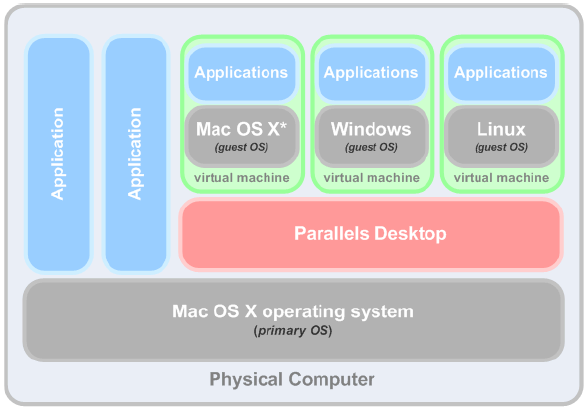 Application
Application
Applications
Mac OS X*
(guest OS)
virtual machine
Applications
Windows
(guest OS)
virtual machine
Applications
Linux
(guest OS)
virtual machine
Parallels Desktop
Mac OS X operating system
(primary OS)
Physical Computer